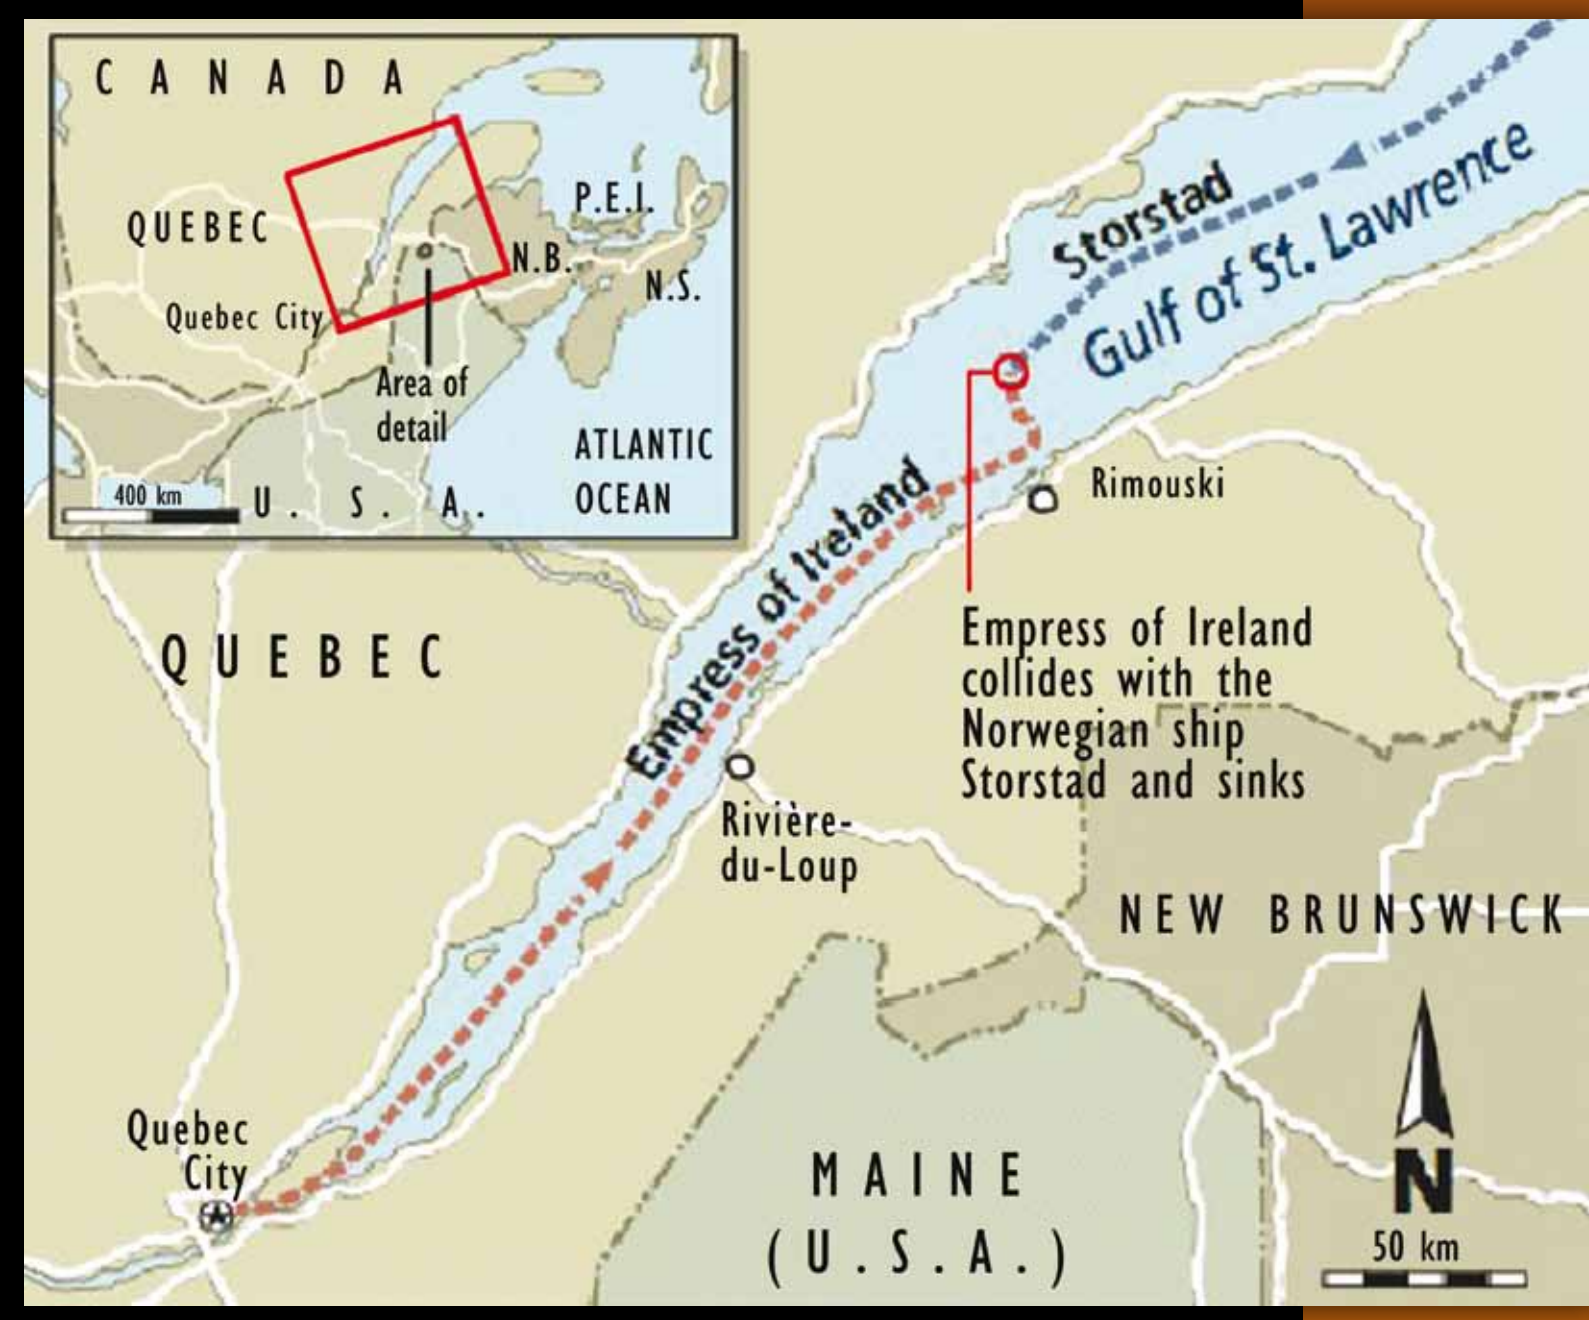 CANADA
QUEBEC
P.E.I.
N.B.
N.S.
Quebec City
Area of
detail
ATLANTIC
OCEAN
400 km
U. S. A.
Storstad
Gulf of St. Lawrence
Empress of Ireland
Rimouski
QUEBEC
Empress of Ireland
collides with the
Norwegian ship
Storstad and sinks
Rivière-
du-Loup
NEW BRUNSWICK
Quebec
City
MAINE
(U.S.A.)
N
50 km